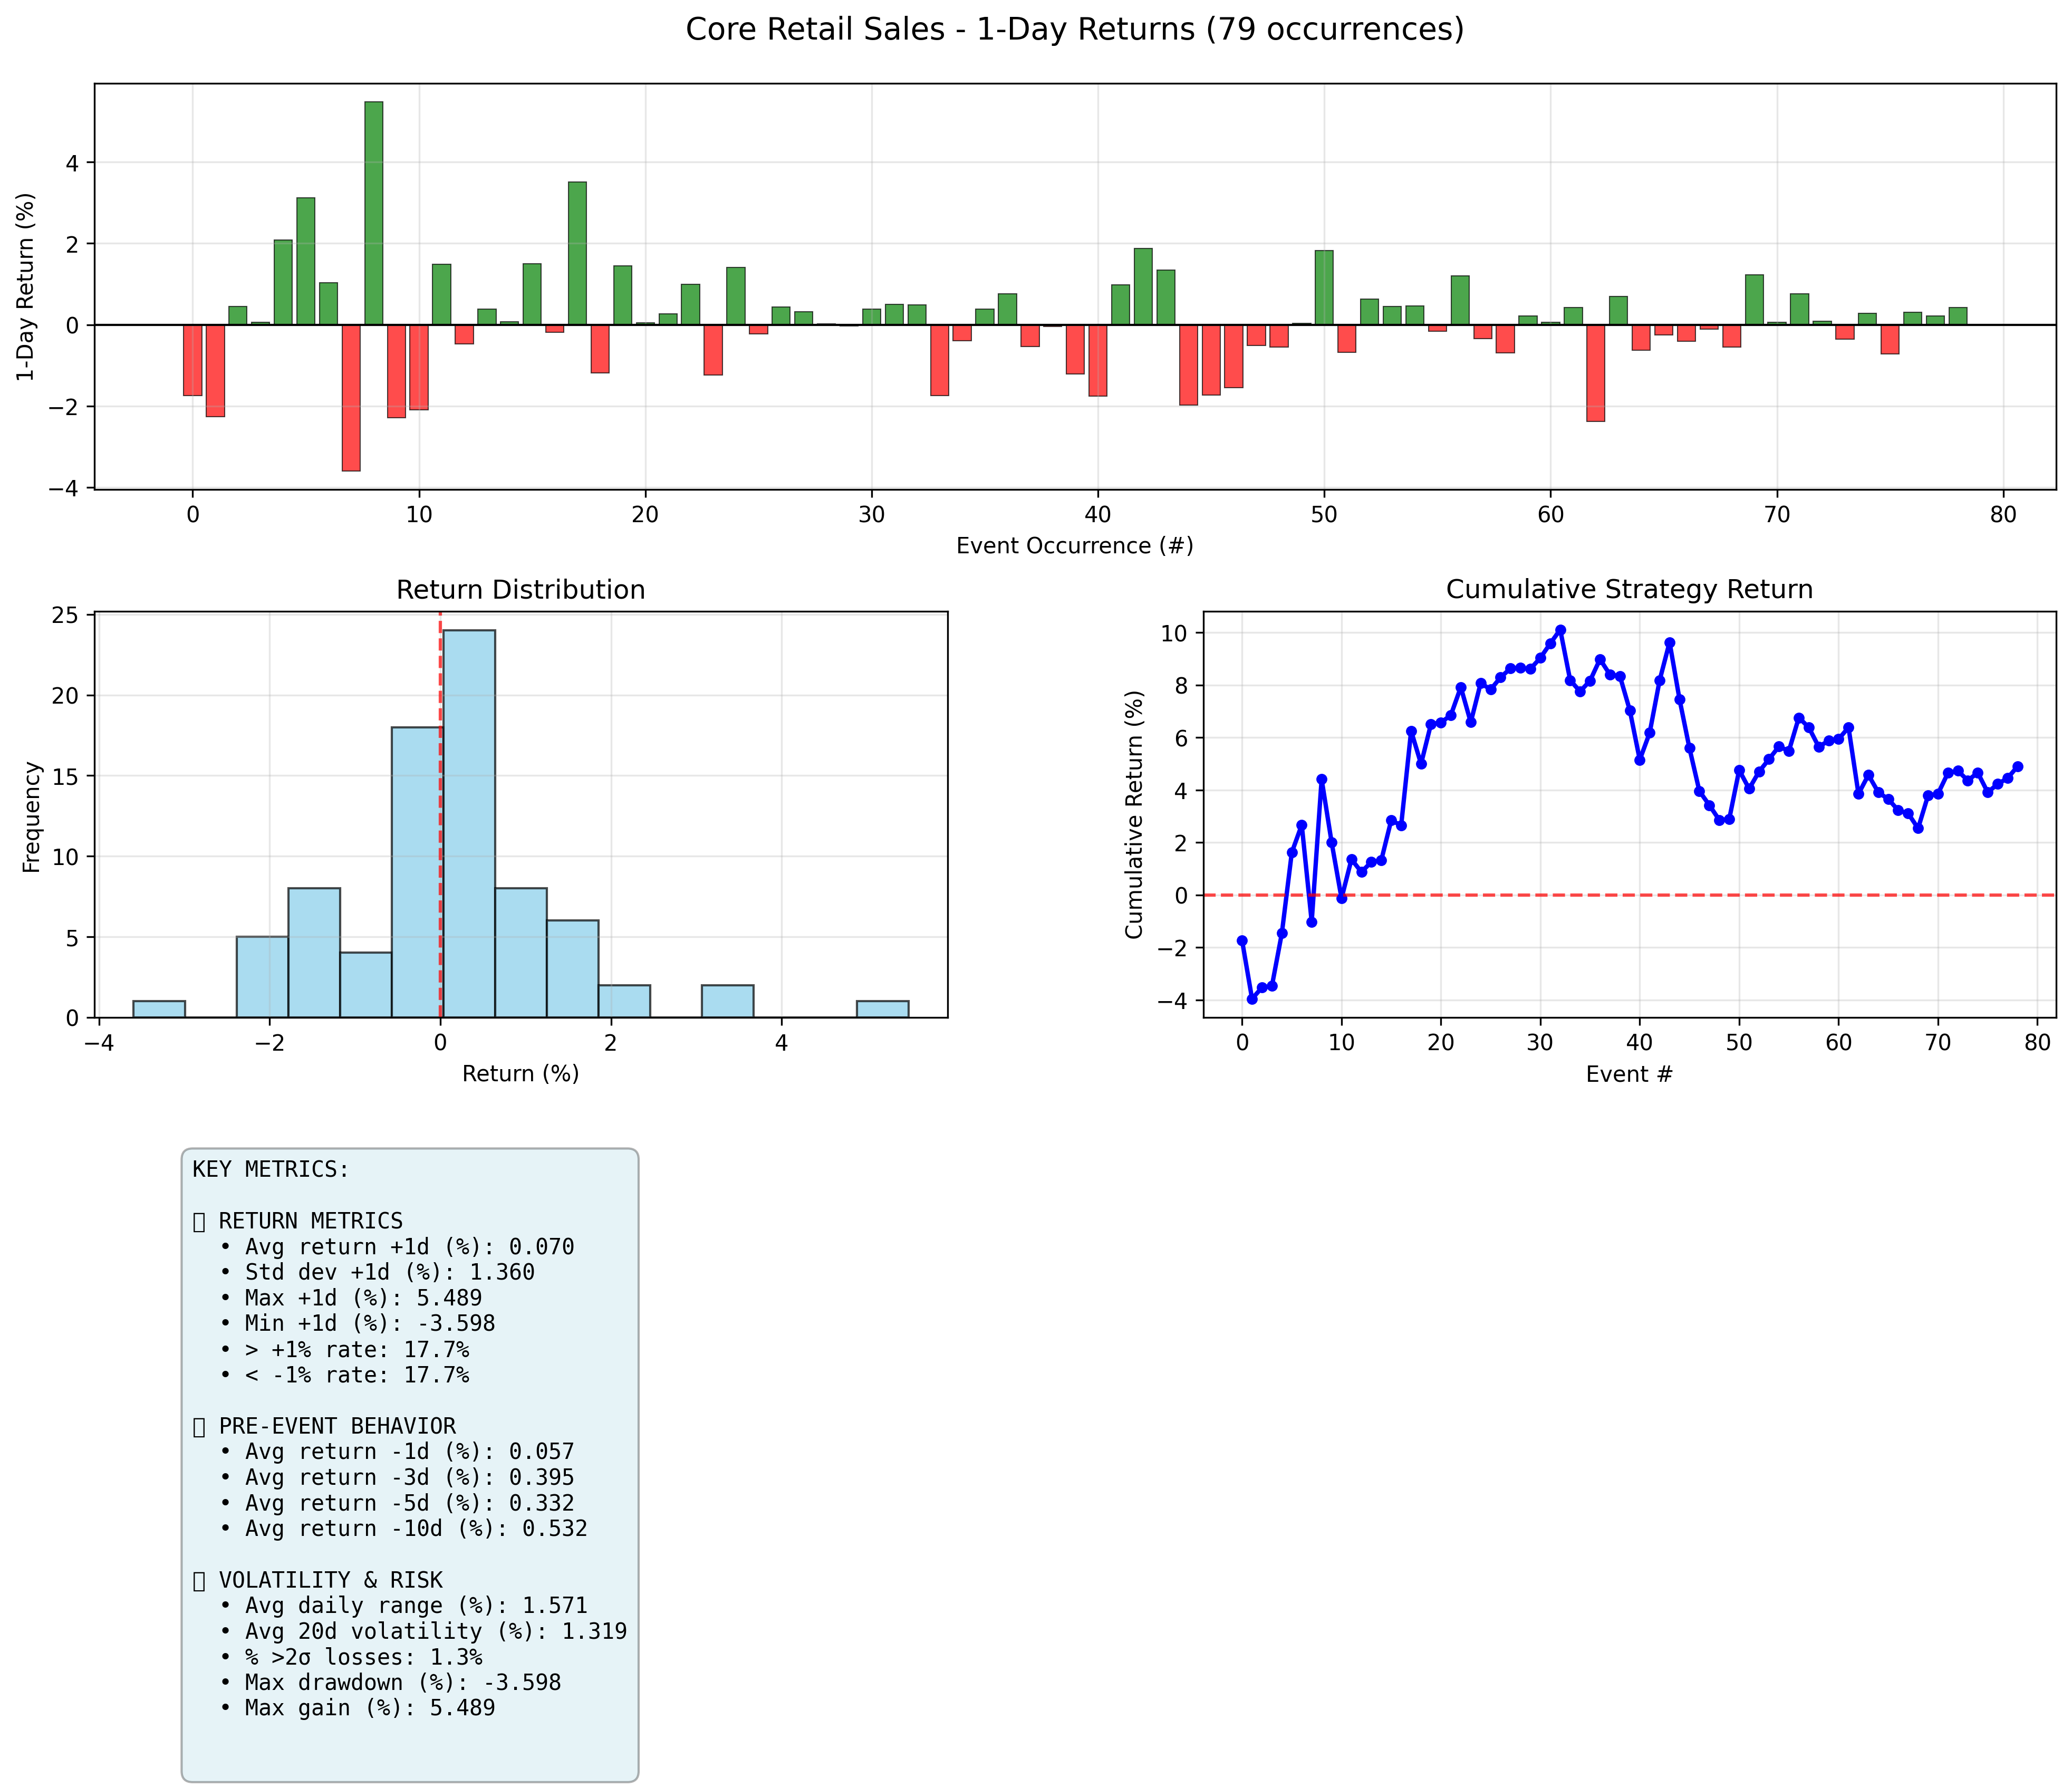 Core Retail Sales - 1-Day Returns (79 occurrences)
1-Day Return (%)
4
2
0
−2
−4
0 10 20 30 40 50 60 70 80
Event Occurrence (#)
Return Distribution
Frequency
25
20
15
10
5
0
−4 −2 0 2 4
Return (%)
Cumulative Strategy Return
Cumulative Return (%)
10
8
6
4
2
0
−2
−4
0 10 20 30 40 50 60 70 80
Event #
KEY METRICS:
RETURN METRICS
• Avg return +1d (%): 0.070
• Std dev +1d (%): 1.360
• Max +1d (%): 5.489
• Min +1d (%): -3.598
• > +1% rate: 17.7%
• < -1% rate: 17.7%
PRE-EVENT BEHAVIOR
• Avg return -1d (%): 0.057
• Avg return -3d (%): 0.395
• Avg return -5d (%): 0.332
• Avg return -10d (%): 0.532
VOLATILITY & RISK
• Avg daily range (%): 1.571
• Avg 20d volatility (%): 1.319
• % >2σ losses: 1.3%
• Max drawdown (%): -3.598
• Max gain (%): 5.489